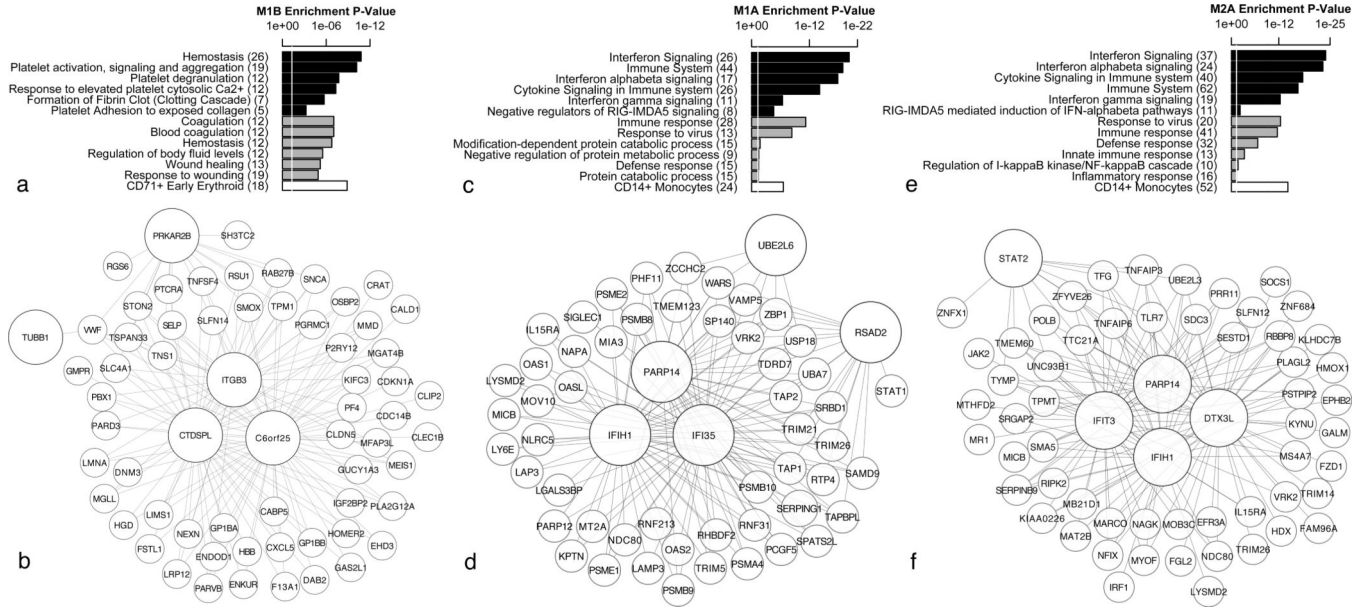 M1B Enrichment P-Value
1e+00 1e-06 1e-12
Hemostasis (26)
Platelet activation, signaling and aggregation (19)
Platelet degranulation (12)
Response to elevated platelet cytosolic Ca2+ (12)
Formation of Fibrin Clot (Clotting Cascade) (7)
Platelet Adhesion to exposed collagen (5)
Coagulation (12)
Blood coagulation (12)
Hemostasis (12)
Regulation of body fluid levels (12)
Wound healing (13)
Response to wounding (19)
CD71+ Early Erythroid (18)
a
M1A Enrichment P-Value
1e+00 1e-11 1e-22
Interferon Signaling (26)
Immune System (44)
Interferon alphabeta signaling (17)
Cytokine Signaling in Immune system (26)
Interferon gamma signaling (11)
Negative regulators of RIG-IMDA5 signaling (8)
Immune response (28)
Response to virus (13)
Modification-dependent protein catabolic process (15)
Negative regulation of protein metabolic process (9)
Defense response (15)
Protein catabolic process (15)
CD14+ Monocytes (24)
c
M2A Enrichment P-Value
1e+00 1e-12 1e-25
Interferon Signaling (37)
Interferon alphabeta signaling (24)
Cytokine Signaling in Immune system (40)
Immune System (62)
Interferon gamma signaling (19)
RIG-IMDA5 mediated induction of IFN-alphabeta pathways (11)
Response to virus (20)
Immune response (41)
Defense response (32)
Innate immune response (13)
Regulation of I-kappaB kinase/NF-kappaB cascade (10)
Inflammatory response (16)
CD14+ Monocytes (52)
e
PRKAR2B
SH3TC2
RGS6
PTCRA
TNFSF4
RSU1
RAB27B
SNCA
CRAT
STON2
SMOX
TPM1
OSBP2
CALD1
TUBB1
VWF
SELP
SLFN14
PGRMC1
MMD
TSPAN33
P2RY12
TNS1
MGAT4B
GMPR
SLC4A1
ITGB3
KIFC3
CDKN1A
PBX1
CLIP2
PF4
CDC14B
PARD3
CTDSPL
C6orf25
CLDN5
MFAP3L
CLEC1B
LMNA
DNM3
GUCY1A3
MEIS1
MGLL
IGF2BP2
PLA2G12A
HGD
LIMS1
CABP5
NEXN
GP1BA
HOMER2
FSTL1
ENDOD1
HBB
CXCL5
GP1BB
EHD3
LRP12
GAS2L1
PARVB
ENKUR
F13A1
DAB2
b
UBE2L6
ZCCHC2
PHF11
WARS
PSME2
VAMP5
TMEM123
ZBP1
SIGLEC1
PSMB8
SP140
RSAD2
IL15RA
MIA3
VRK2
USP18
NAPA
OAS1
TDRD7
PARP14
UBA7
LYSMD2
OASL
STAT1
TAP2
MOV10
SRBD1
MICB
TRIM21
IFIH1
IFI35
NLRC5
TRIM26
LY6E
LAP3
TAP1
SAMD9
RTP4
LGALS3BP
PSMB10
SERPING1
TAPBPL
PARP12
MT2A
RNF213
RNF31
RHBDF2
SPATS2L
NDC80
KPTN
OAS2
PCGF5
PSME1
LAMP3
TRIM5
PSMA4
PSMB9
d
STAT2
TFG
TNFAIP3
UBE2L3
SOCS1
ZFYVE26
PRR11
ZNFX1
POLB
TNFAIP6
TLR7
SDC3
SLFN12
ZNF684
TMEM60
TTC21A
SESTD1
RBBP8
KLHDC7B
JAK2
UNC93B1
PLAGL2
HMOX1
PARP14
TYMP
TPMT
PSTPIP2
EPHB2
MTHFD2
SRGAP2
IFIT3
DTX3L
KYNU
GALM
MR1
SMA5
MS4A7
MICB
IFIH1
FZD1
RIPK2
SERPINB9
MB21D1
VRK2
TRIM14
KIAA0226
IL15RA
MARCO
NAGK
MOB3C
EFR3A
HDX
FAM96A
MAT2B
NFIX
MYOF
FGL2
NDC80
TRIM26
IRF1
LYSMD2
f